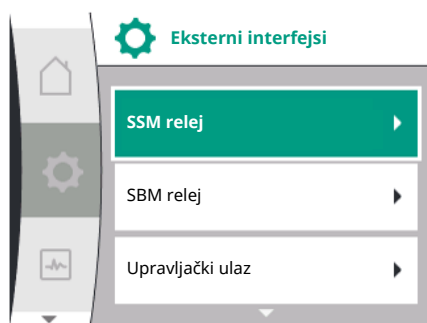 Eksterni interfejsi
SSM relej
SBM relej
Upravljački ulaz